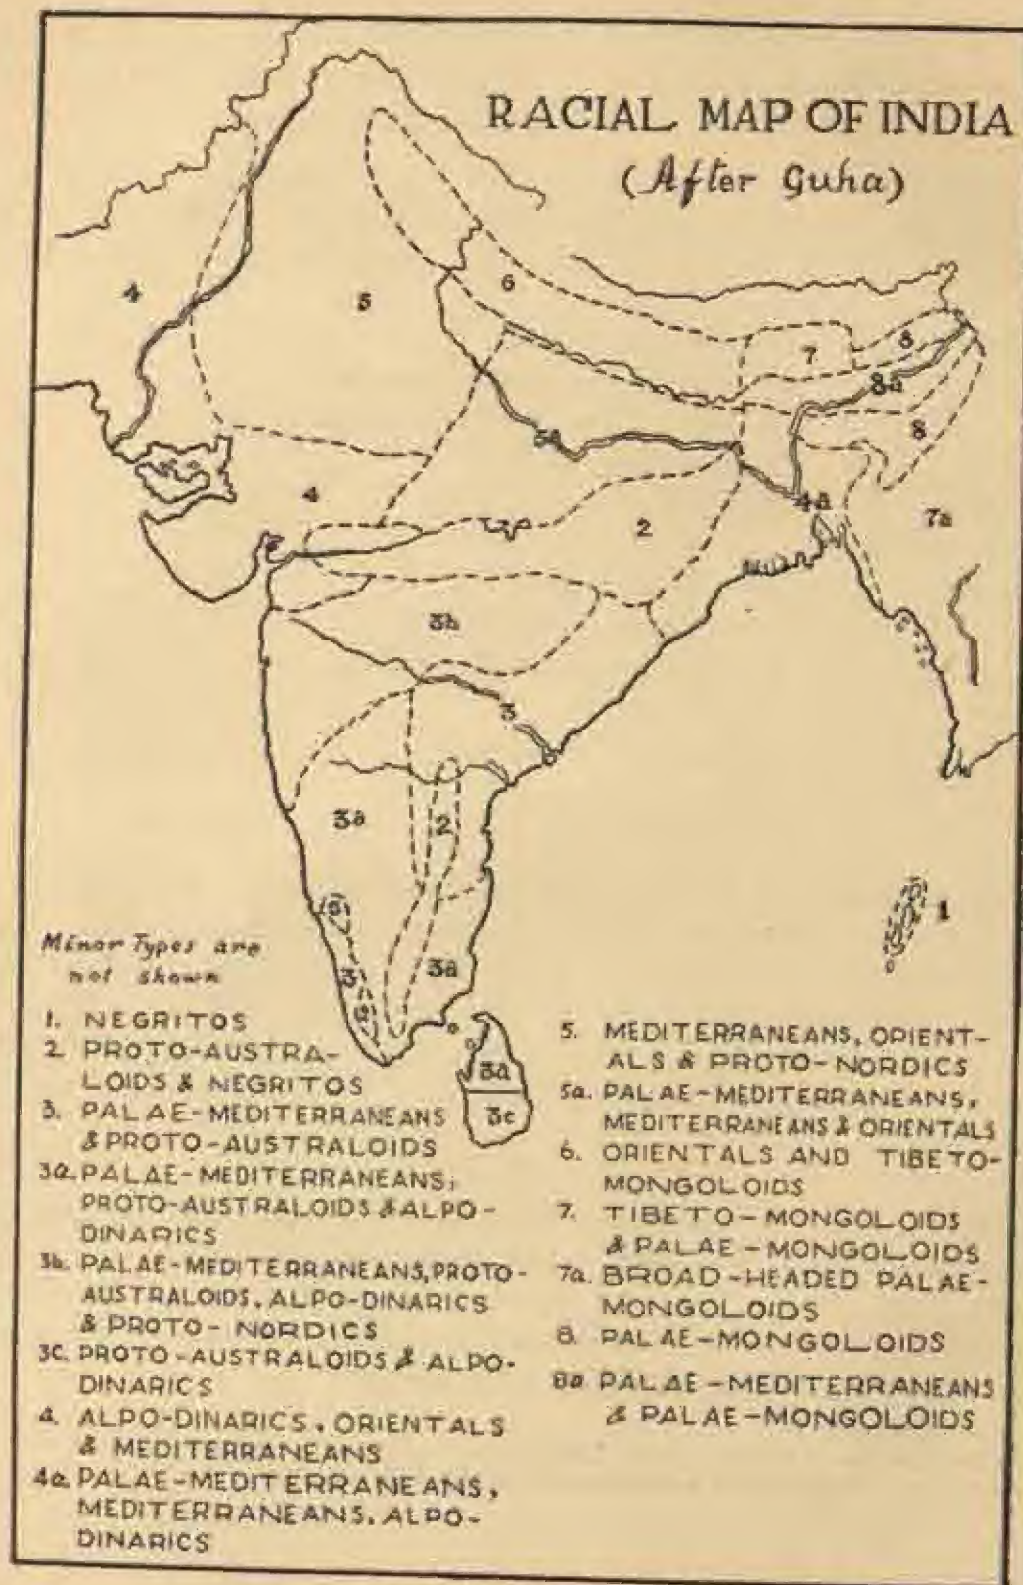 RACIAL MAP OF INDIA
(After Guha)
4
5
6
7
8
8a
8
5a
4
4a
7a
2
3b
3
3a
2
1
3
3a
3a
3c
Minor Types are
not shown
1. NEGRITOS
2. PROTO-AUSTRA-
LOIDS & NEGRITOS
3. PALAE-MEDITERRANEANS
& PROTO-AUSTRALOIDS
3a. PALAE-MEDITERRANEANS,
PROTO-AUSTRALOIDS & ALPO-
DINARICS
3b. PALAE-MEDITERRANEANS, PROTO-
AUSTRALOIDS, ALPO-DINARICS
& PROTO-NORDICS
3C. PROTO-AUSTRALOIDS & ALPO-
DINARICS
4. ALPO-DINARICS, ORIENTALS
& MEDITERRANEANS
4a. PALAE-MEDITERRANEANS,
MEDITERRANEANS, ALPO-
DINARICS
5. MEDITERRANEANS, ORIENT-
ALS & PROTO-NORDICS
5a. PALAE-MEDITERRANEANS,
MEDITERRANEANS & ORIENTALS
6. ORIENTALS AND TIBETO-
MONGOLOIDS
7. TIBETO-MONGOLOIDS
& PALAE-MONGOLOIDS
7a. BROAD-HEADED PALAE-
MONGOLOIDS
8. PALAE-MONGOLOIDS
8a PALAE-MEDITERRANEANS
& PALAE-MONGOLOIDS